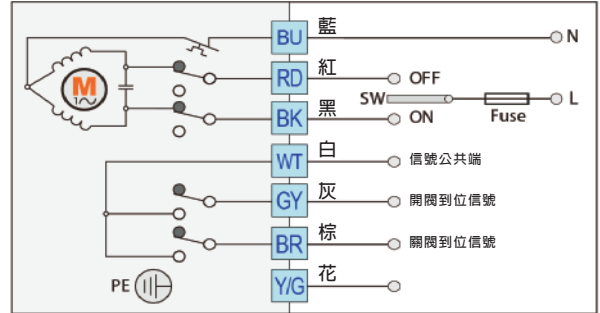 BU 藍 N
M
1~
RD 紅 OFF
SW Fuse L
BK 黑 ON
WT 白 信號公共端
GY 灰 開閥到位信號
BR 棕 關閥到位信號
PE Y/G 花